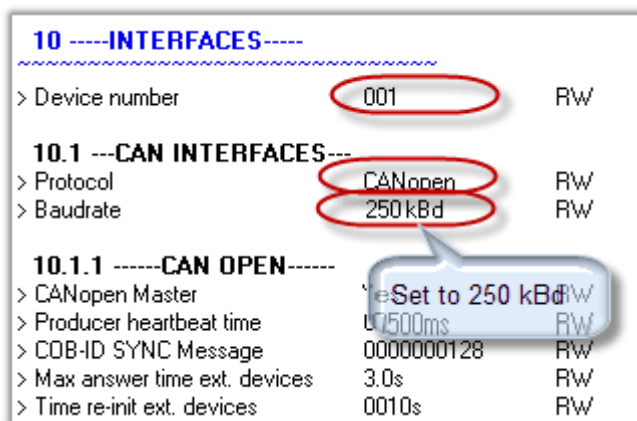 10 -----INTERFACES-----
~~~~~~~~~~~~~~~~~~~~~~~~~~~~~~
> Device number 001 RW
10.1 ---CAN INTERFACES---
> Protocol CANopen RW
> Baudrate 250 kBd RW
10.1.1 ------CAN OPEN------
> CANopen Master RW
Set to 250 kBd
> Producer heartbeat time 00500ms RW
> COB-ID SYNC Message 0000000128 RW
> Max answer time ext. devices 3.0s RW
> Time re-init ext. devices 0010s RW